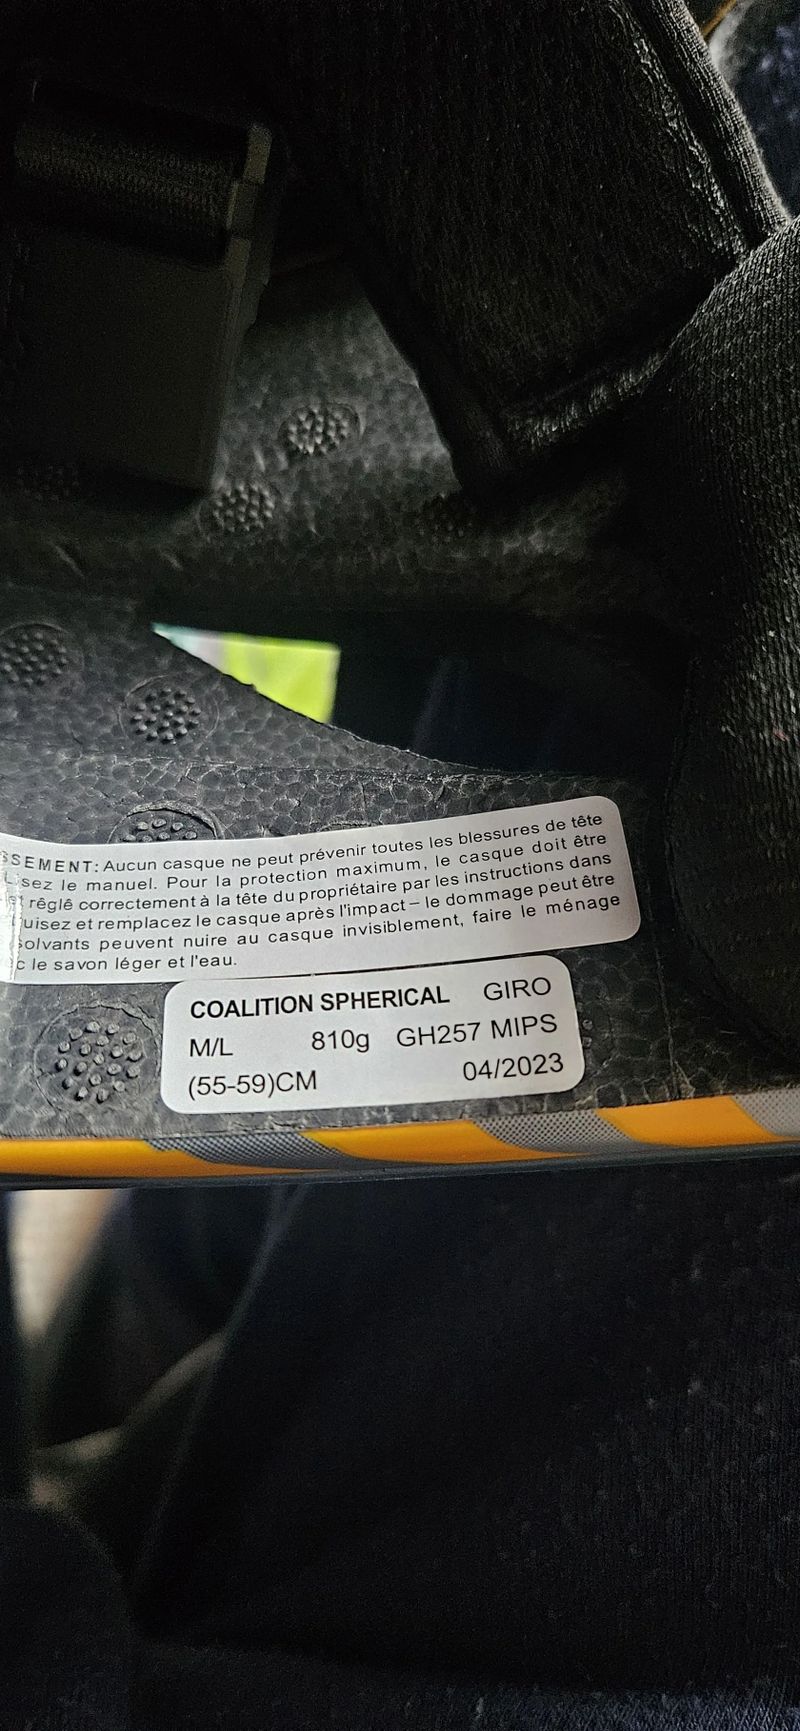 SSEMENT: Aucun casque ne peut prévenir toutes les blessures de tête
sez le manuel. Pour la protection maximum, le casque doit être
réglé correctement à la tête du propriétaire par les instructions dans
uisez et remplacez le casque après l'impact – le dommage peut être
solvants peuvent nuire au casque invisiblement, faire le ménage
c le savon léger et l'eau.
COALITION SPHERICAL GIRO
M/L 810g GH257 MIPS
(55-59)CM 04/2023